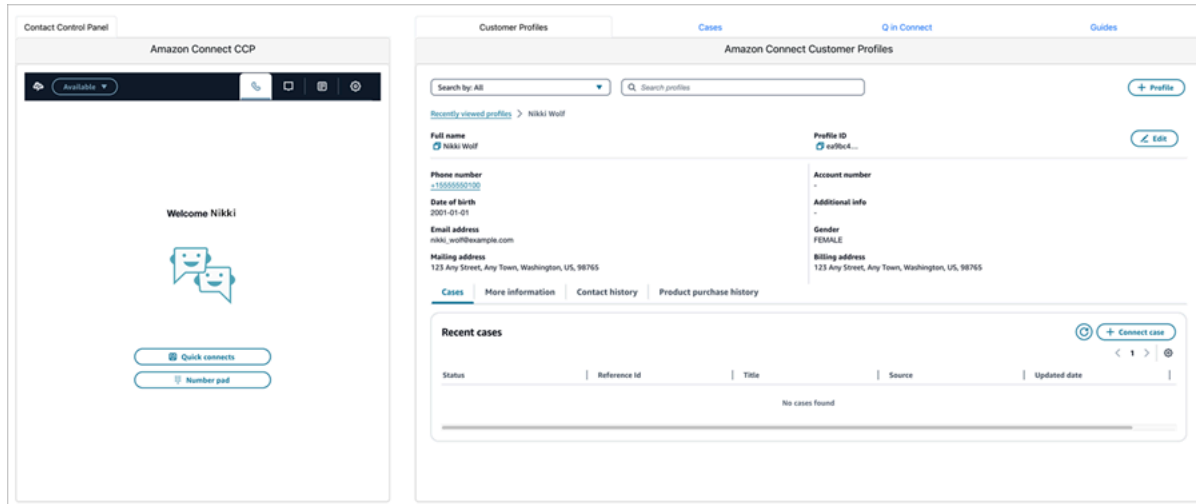 Contact Control Panel
Amazon Connect CCP
Available
Welcome Nikki
Quick connects
Number pad
Customer Profiles Cases Q in Connect Guides
Amazon Connect Customer Profiles
Search by: All Search profiles + Profile
Recently viewed profiles > Nikki Wolf
Full name Profile ID Edit
Nikki Wolf ea9bc4...
Phone number Account number
+15555550100 -
Date of birth Additional info
2001-01-01 -
Email address Gender
nikki_wolf@example.com FEMALE
Mailing address Billing address
123 Any Street, Any Town, Washington, US, 98765 123 Any Street, Any Town, Washington, US, 98765
Cases More information Contact history Product purchase history
Recent cases + Connect case
< 1 >
Status Reference Id Title Source Updated date
No cases found